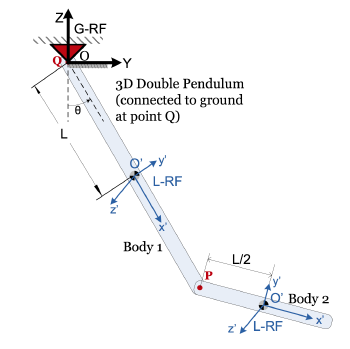 Z
G-RF
Q O
Y
3D Double Pendulum
(connected to ground
at point Q)
θ
L
O' y'
L-RF
z'
x'
Body 1
L/2
P
y'
O' Body 2
x'
z' L-RF